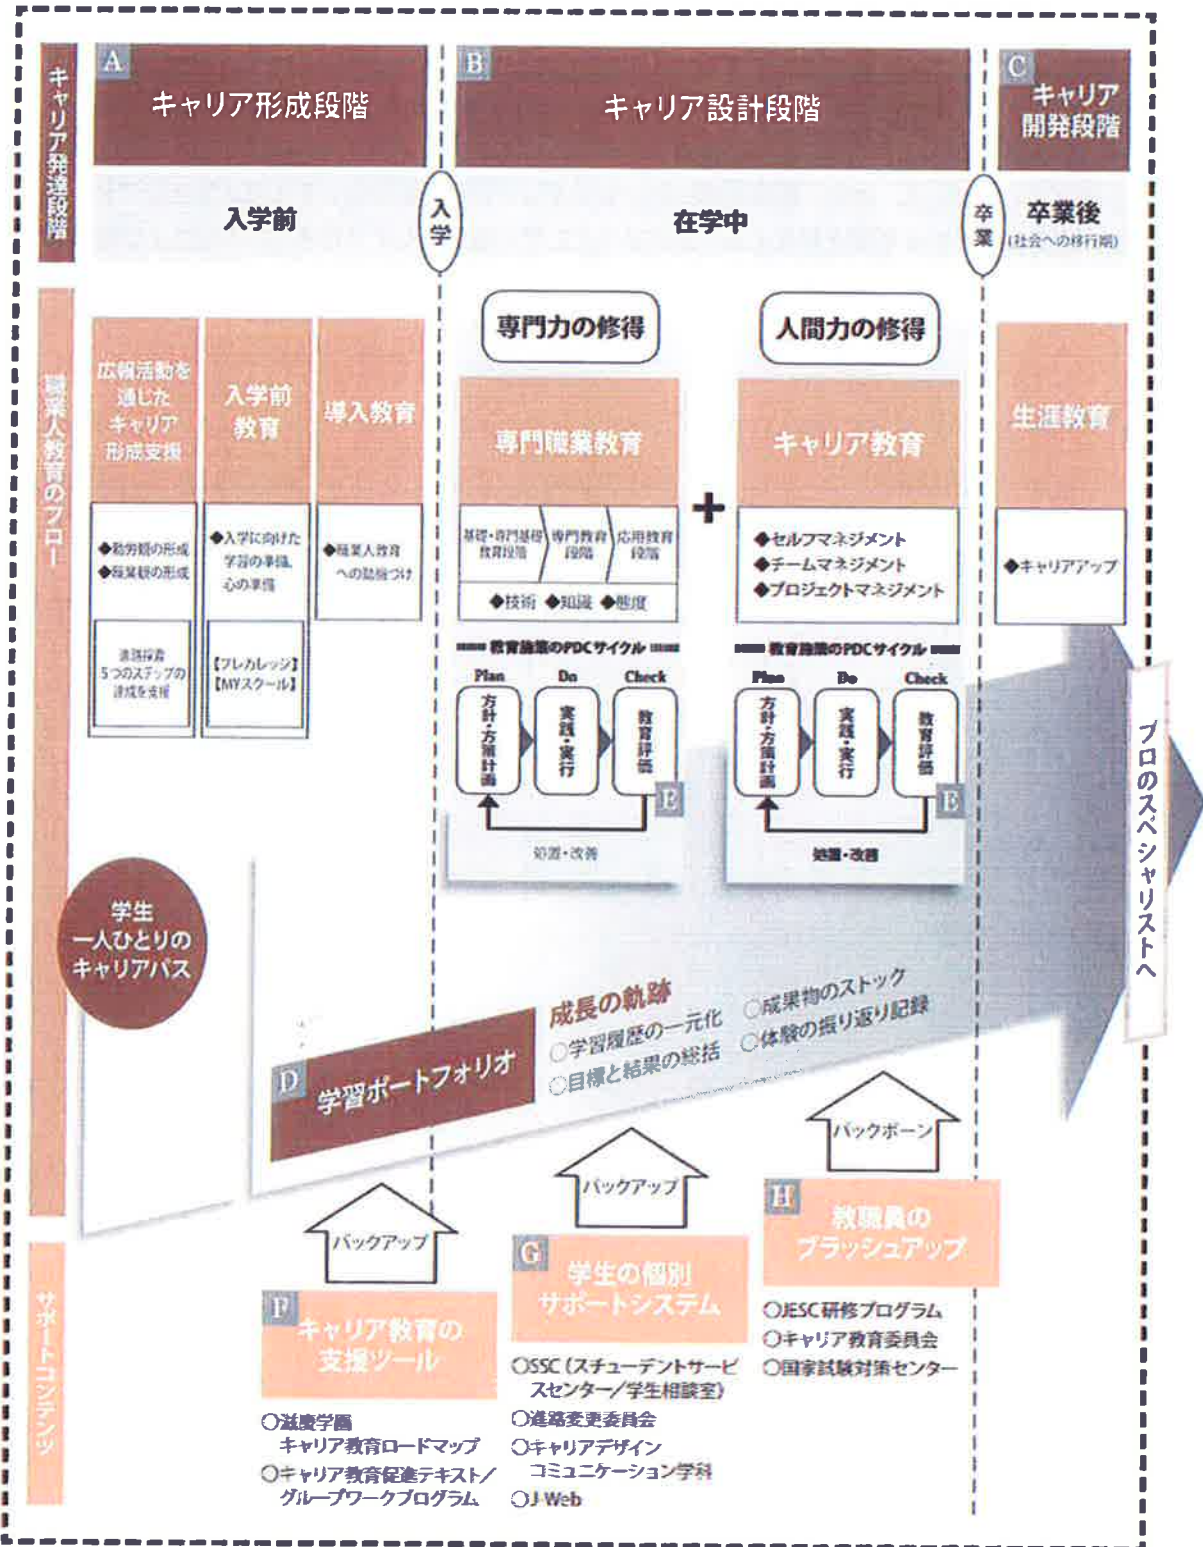 キャリア発達段階
A
キャリア形成段階
B
キャリア設計段階
C
キャリア
開発段階
入学前
入学
在学中
卒業
卒業後
(社会への移行期)
職業人教育のフロー
広報活動を
通じた
キャリア
形成支援
◆勤労観の形成
◆職業観の形成
進路探索
5つのステップの
達成を支援
入学前
教育
◆入学に向けた
学習の準備、
心の準備
【プレカレッジ】
【MYスクール】
導入教育
◆職業人教育
への動機づけ
専門力の修得
専門職業教育
基礎・専門基礎
教育段階
専門教育
段階
応用教育
段階
◆技術 ◆知識 ◆態度
教育施策のPDCサイクル
Plan
Do
Check
方針・方策計画
実践・実行
教育評価
E
処置・改善
+
人間力の修得
キャリア教育
◆セルフマネジメント
◆チームマネジメント
◆プロジェクトマネジメント
教育施策のPDCサイクル
Plan
Do
Check
方針・方策計画
実践・実行
教育評価
E
処置・改善
生涯教育
◆キャリアアップ
プロのスペシャリストへ
学生
一人ひとりの
キャリアパス
D
学習ポートフォリオ
成長の軌跡
○学習履歴の一元化
○目標と結果の総括
○成果物のストック
○体験の振り返り記録
サポートコンテンツ
バックアップ
F
キャリア教育の
支援ツール
○滋慶学園
キャリア教育ロードマップ
○キャリア教育促進テキスト/
グループワークプログラム
バックアップ
G
学生の個別
サポートシステム
○SSC(スチューデントサービ
スセンター/学生相談室)
○進路変更委員会
○キャリアデザイン
コミュニケーション学科
○J-Web
バックボーン
H
教職員の
ブラッシュアップ
○JESC研修プログラム
○キャリア教育委員会
○国家試験対策センター